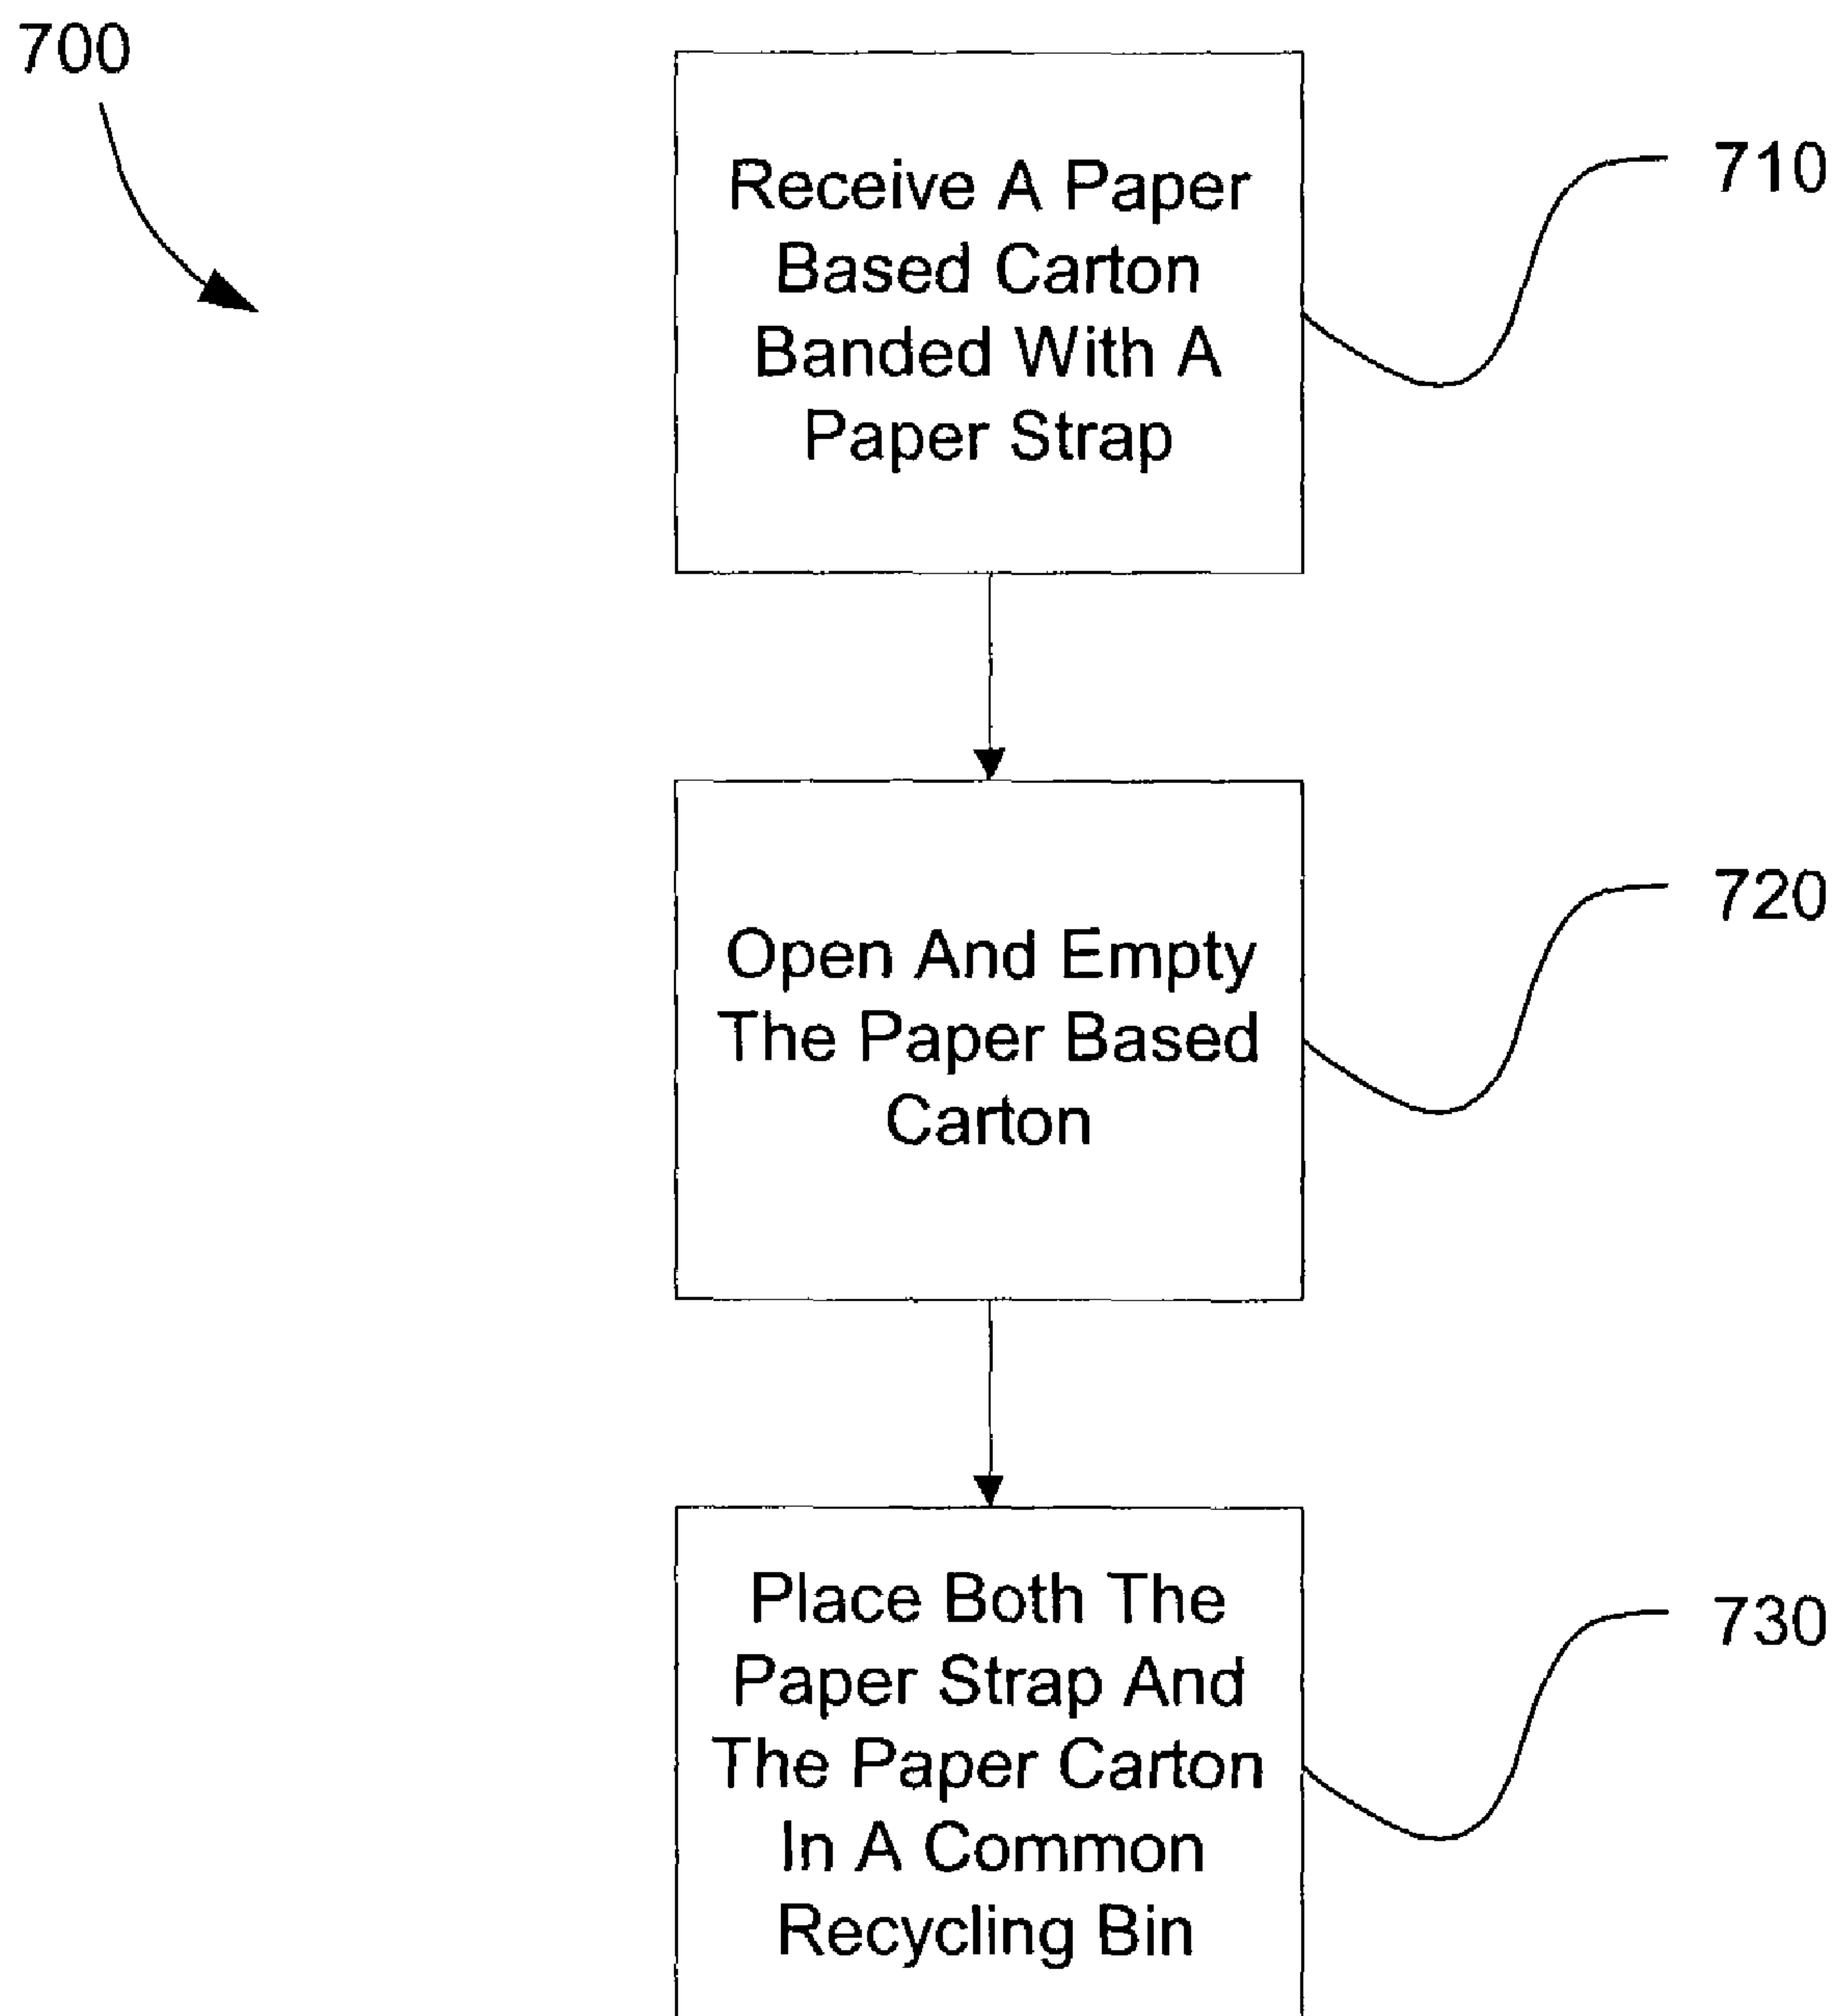 700
Receive A Paper
Based Carton
Banded With A
Paper Strap
710
Open And Empty
The Paper Based
Carton
720
Place Both The
Paper Strap And
The Paper Carton
In A Common
Recycling Bin
730